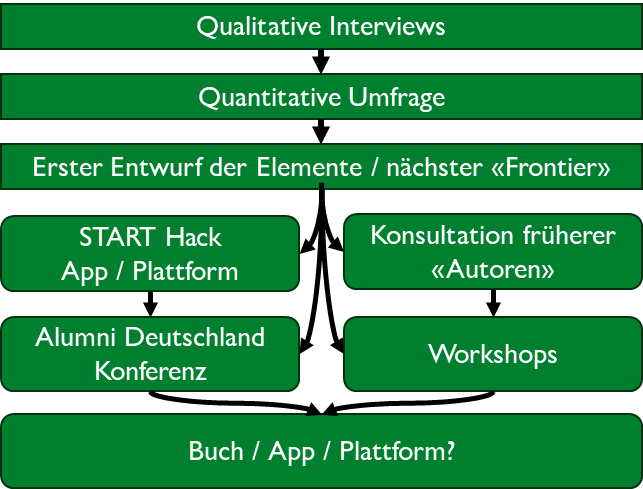 Qualitative Interviews
Quantitative Umfrage
Erster Entwurf der Elemente / nächster «Frontier»
START Hack
App / Plattform
Konsultation früherer
«Autoren»
Alumni Deutschland
Konferenz
Workshops
Buch / App / Plattform?